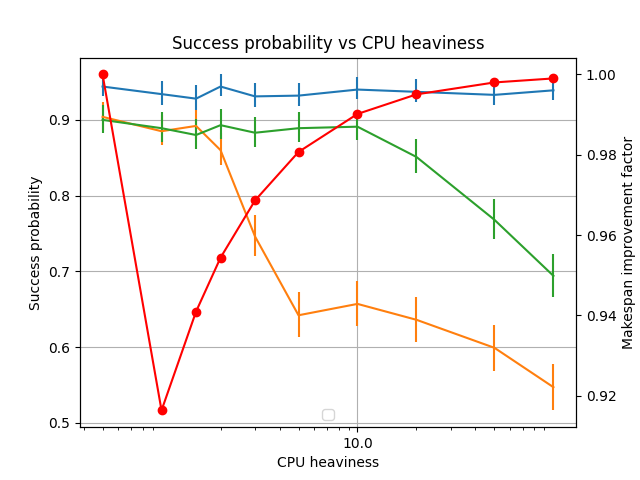 Success probability vs CPU heaviness
Success probability
0.9
0.8
0.7
0.6
0.5
10.0
CPU heaviness
1.00
0.98
0.96
0.94
0.92
Makespan improvement factor